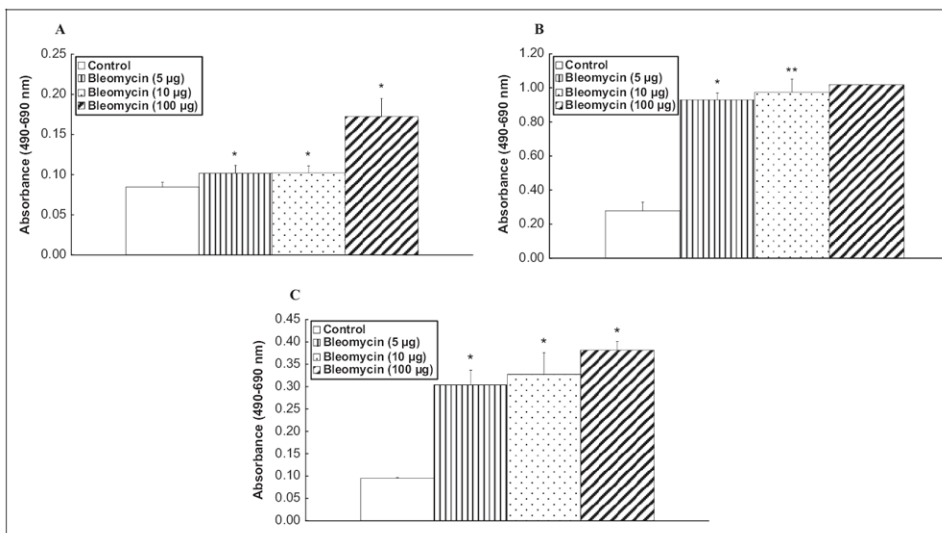 A
0.25
0.20
0.15
0.10
0.05
0.00
Absorbance (490-690 nm)
Control
Bleomycin (5 µg)
Bleomycin (10 µg)
Bleomycin (100 µg)
*
*
*
B
1.20
1.00
0.80
0.60
0.40
0.20
0.00
Absorbance (490-690 nm)
Control
Bleomycin (5 µg)
Bleomycin (10 µg)
Bleomycin (100 µg)
*
**
C
0.45
0.40
0.35
0.30
0.40
0.20
0.15
0.10
0.05
0.00
Absorbance (490-690 nm)
Control
Bleomycin (5 µg)
Bleomycin (10 µg)
Bleomycin (100 µg)
*
*
*